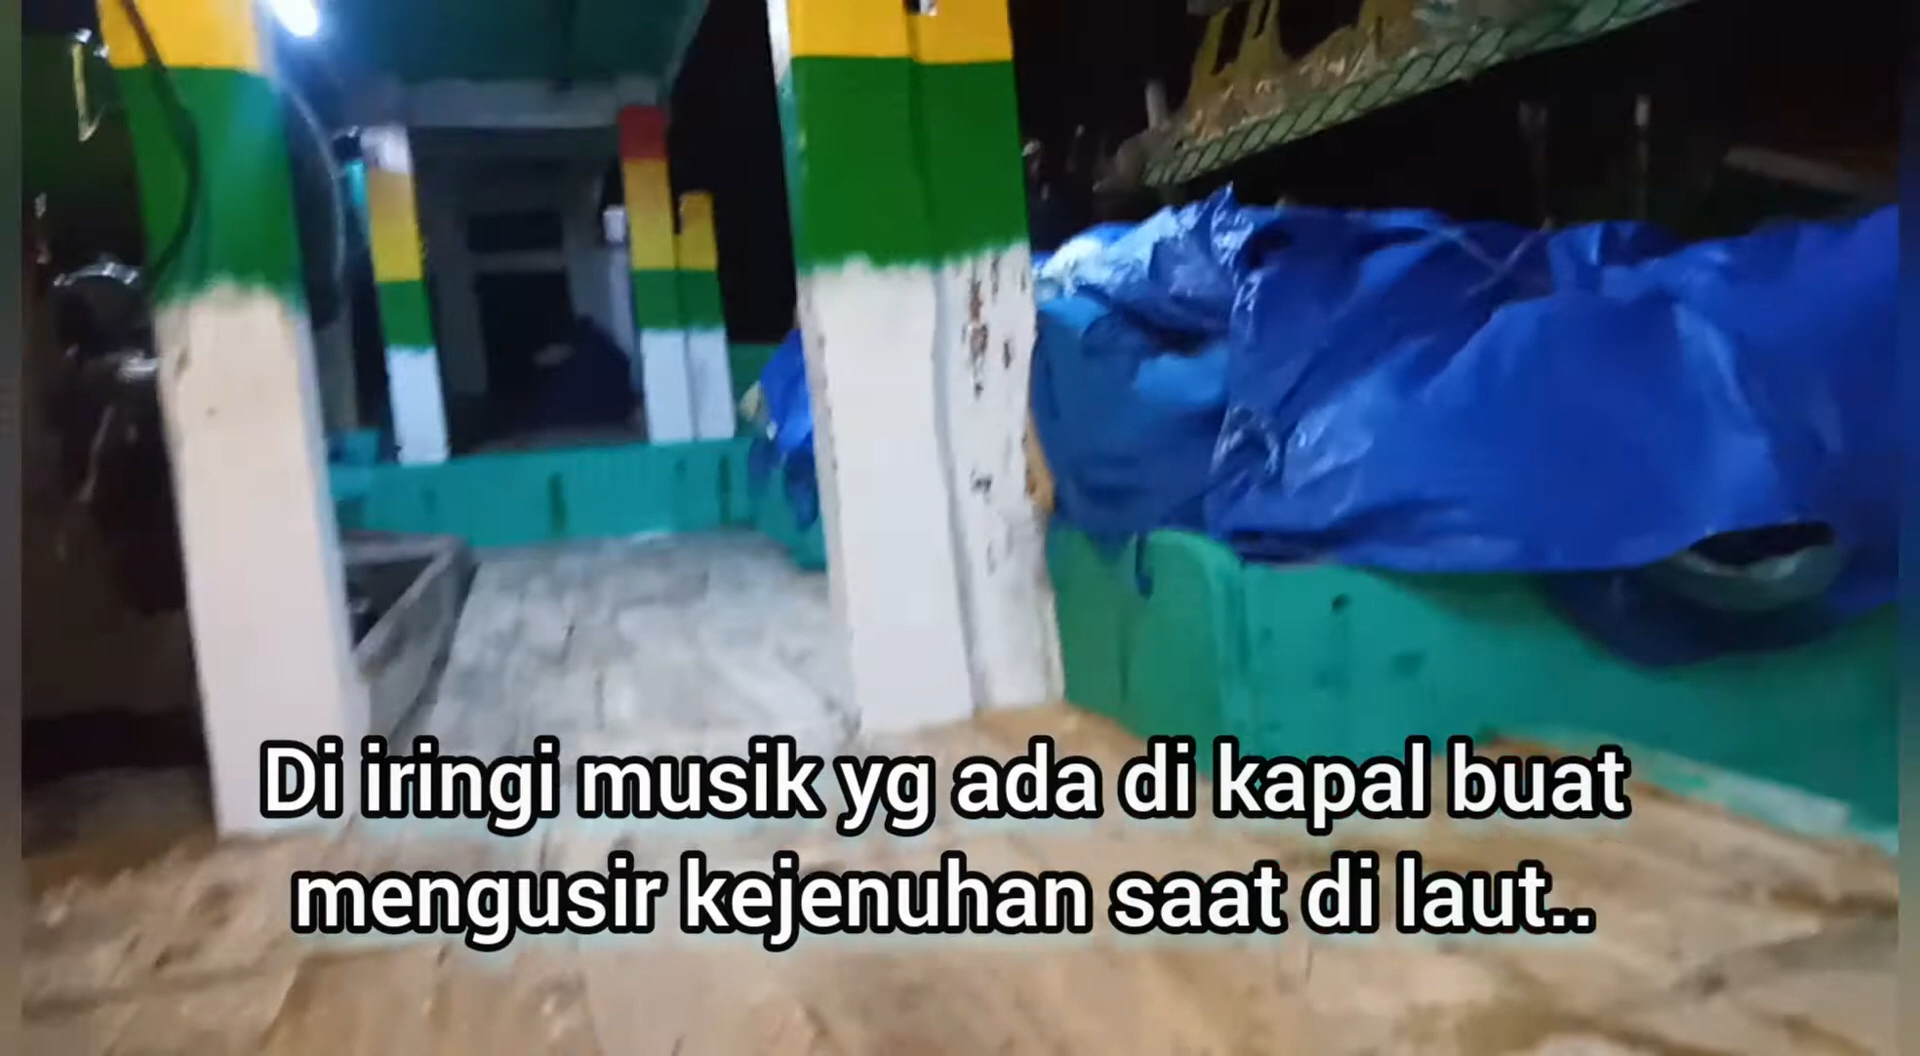 Di iringi musik yg ada di kapal buat
mengusir kejenuhan saat di laut..